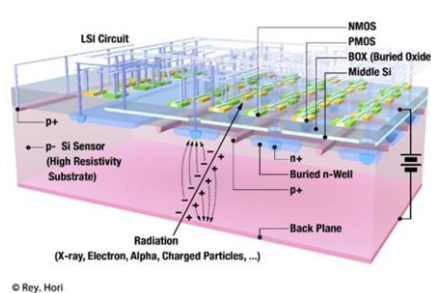 LSI Circuit
NMOS
PMOS
BOX (Buried Oxide)
Middle Si
p+
p- Si Sensor
(High Resistivity
Substrate)
n+
Buried n-Well
p+
Back Plane
Radiation
(X-ray, Electron, Alpha, Charged Particles, ...)
© Rey. Hori